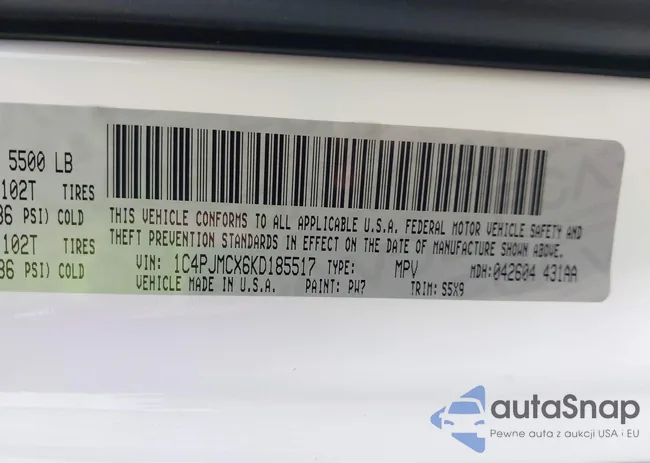 5500 LB
102T TIRES
36 PSI) COLD
102T TIRES
36 PSI) COLD
THIS VEHICLE CONFORMS TO ALL APPLICABLE U.S.A. FEDERAL MOTOR VEHICLE SAFETY AND
THEFT PREVENTION STANDARDS IN EFFECT ON THE DATE OF MANUFACTURE SHOWN ABOVE.
VIN: 1C4PJMCX6KD185517 TYPE: MPV MDH: 042604 431AA
VEHICLE MADE IN U.S.A. PAINT: PW7 TRIM: S5X9
autaSnap
Pewne auta z aukcji USA i EU